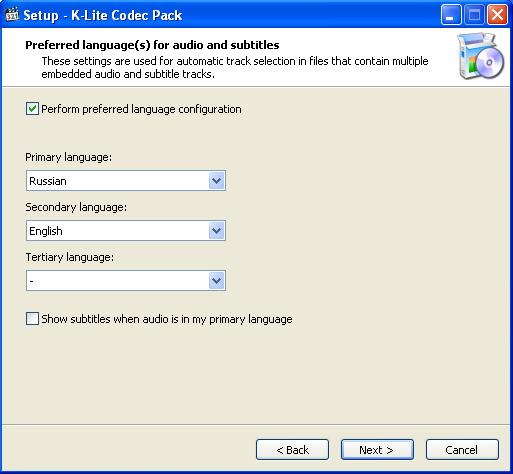 Setup - K-Lite Codec Pack
Preferred language(s) for audio and subtitles
These settings are used for automatic track selection in files that contain multiple
embedded audio and subtitle tracks.
Perform preferred language configuration
Primary language:
Russian
Secondary language:
English
Tertiary language:
-
Show subtitles when audio is in my primary language
< Back
Next >
Cancel